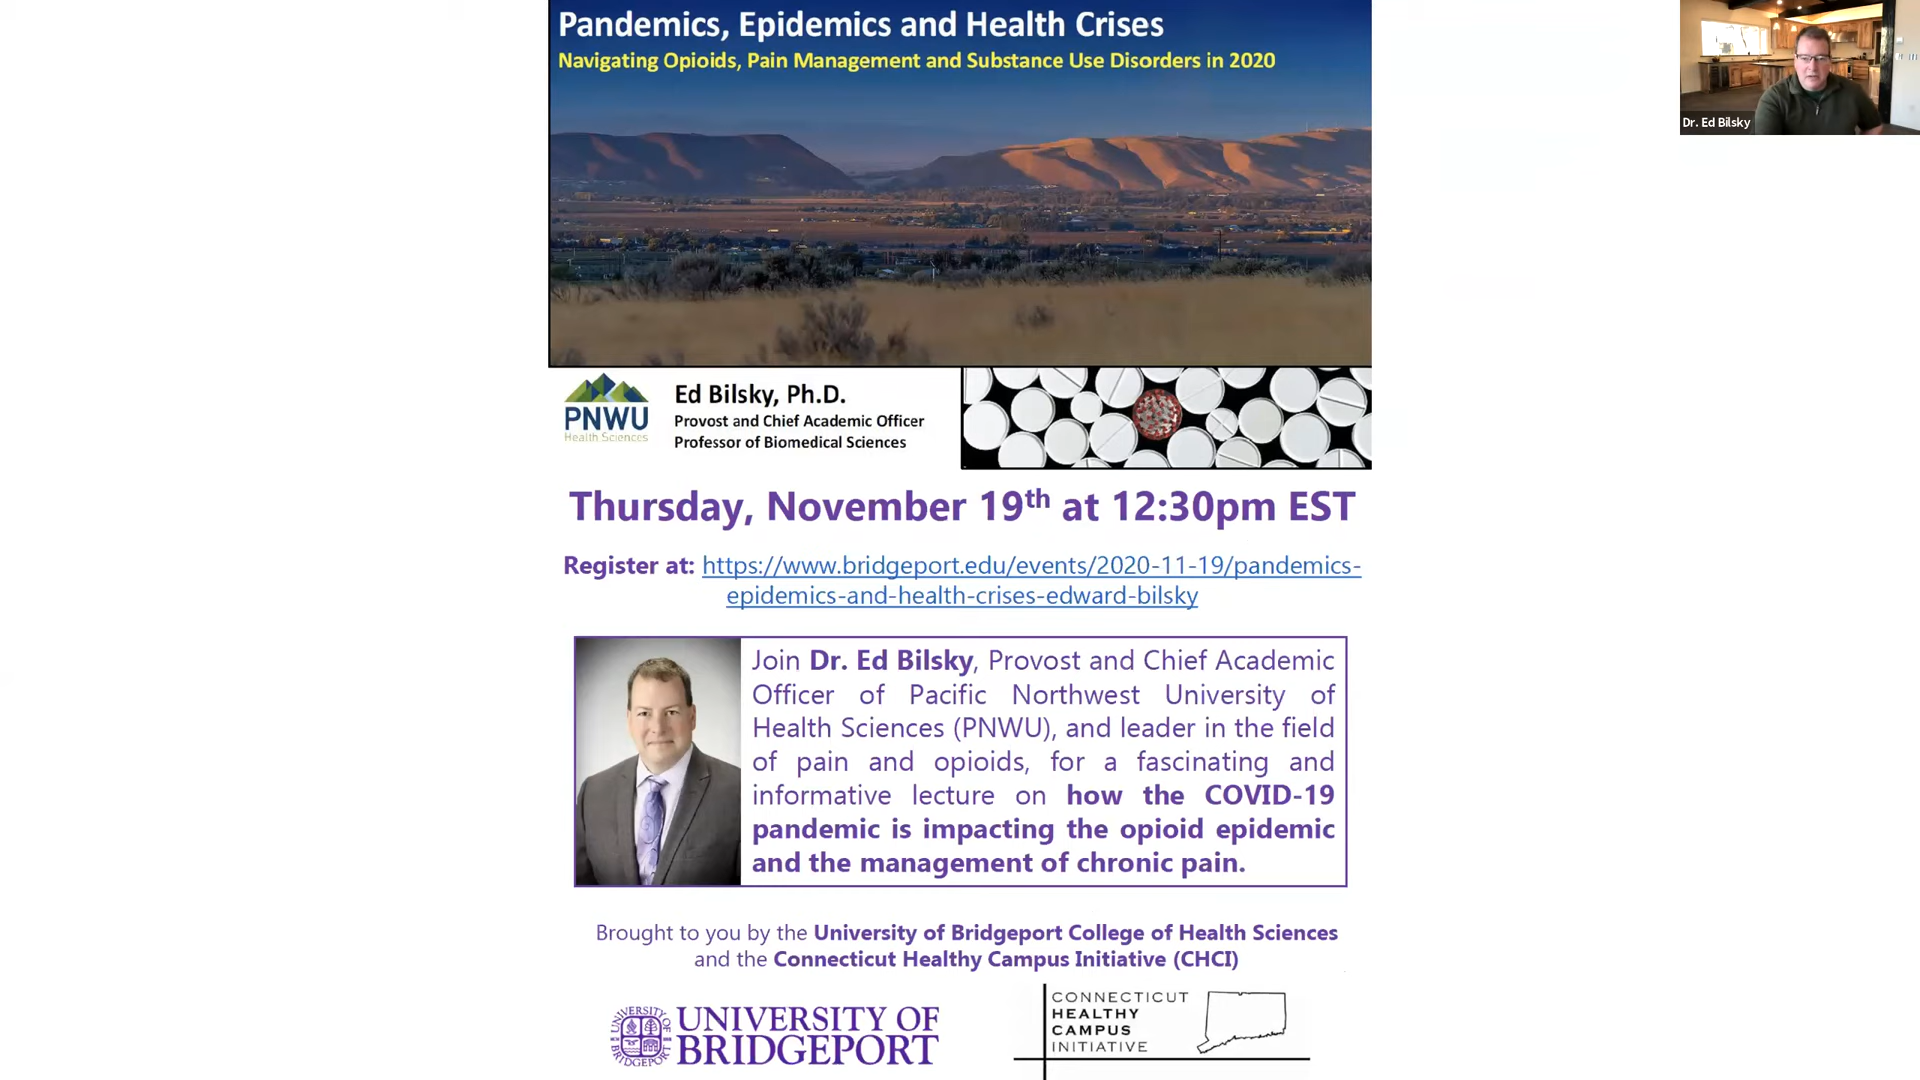 Pandemics, Epidemics and Health Crises
Navigating Opioids, Pain Management and Substance Use Disorders in 2020
Dr. Ed Bilsky
PNWU
Health Sciences
Ed Bilsky, Ph.D.
Provost and Chief Academic Officer
Professor of Biomedical Sciences
Thursday, November 19th at 12:30pm EST
Register at: https://www.bridgeport.edu/events/2020-11-19/pandemics-
epidemics-and-health-crises-edward-bilsky
Join Dr. Ed Bilsky, Provost and Chief Academic
Officer of Pacific Northwest University of
Health Sciences (PNWU), and leader in the field
of pain and opioids, for a fascinating and
informative lecture on how the COVID-19
pandemic is impacting the opioid epidemic
and the management of chronic pain.
Brought to you by the University of Bridgeport College of Health Sciences
and the Connecticut Healthy Campus Initiative (CHCI)
UNIVERSITY OF
BRIDGEPORT
UNIVERSITY OF
BRIDGEPORT
CONNECTICUT
HEALTHY
CAMPUS
INITIATIVE